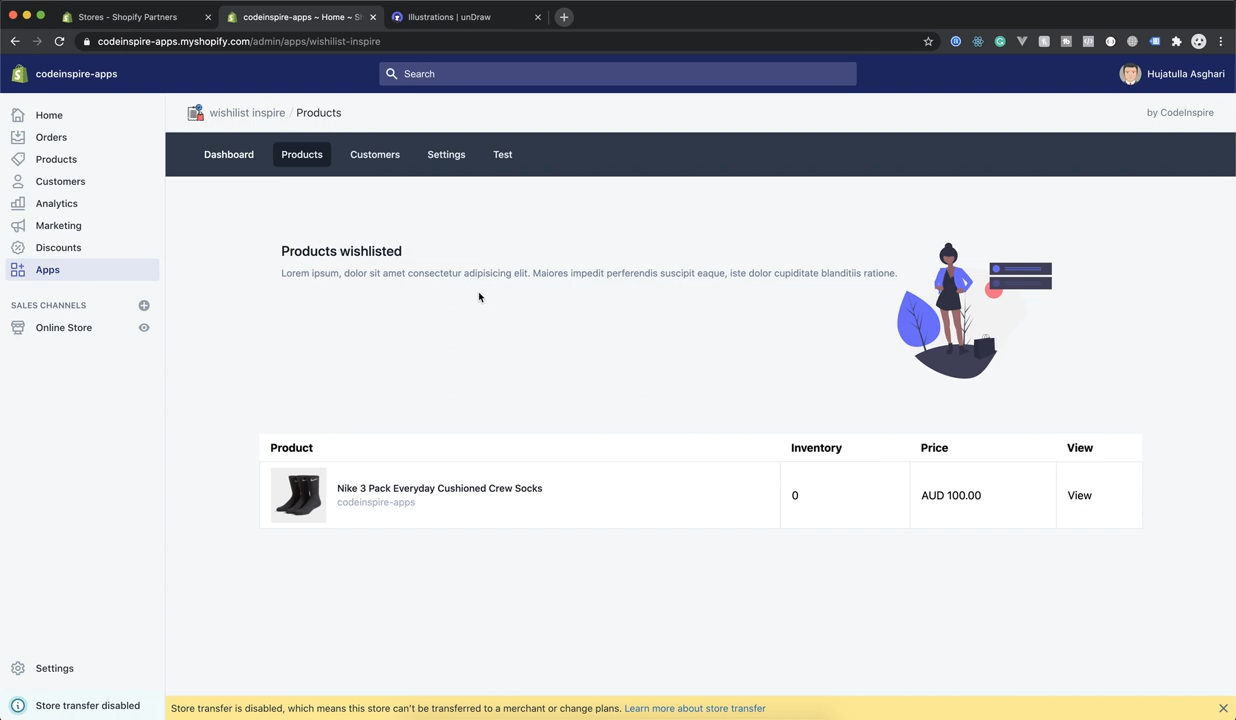 Stores - Shopify Partners
codeinspire-apps ~ Home ~ Sh
Illustrations | unDraw
codeinspire-apps.myshopify.com/admin/apps/wishilist-inspire
codeinspire-apps
Search
Hujatulla Asghari
Home
Orders
Products
Customers
Analytics
Marketing
Discounts
Apps
SALES CHANNELS
Online Store
Settings
Store transfer disabled
wishilist inspire / Products
by CodeInspire
Dashboard
Products
Customers
Settings
Test
Products wishlisted
Lorem ipsum, dolor sit amet consectetur adipisicing elit. Maiores impedit perferendis suscipit eaque, iste dolor cupiditate blanditiis ratione.
Product Inventory Price View
Nike 3 Pack Everyday Cushioned Crew Socks
codeinspire-apps
0
AUD 100.00
View
Store transfer is disabled, which means this store can't be transferred to a merchant or change plans. Learn more about store transfer